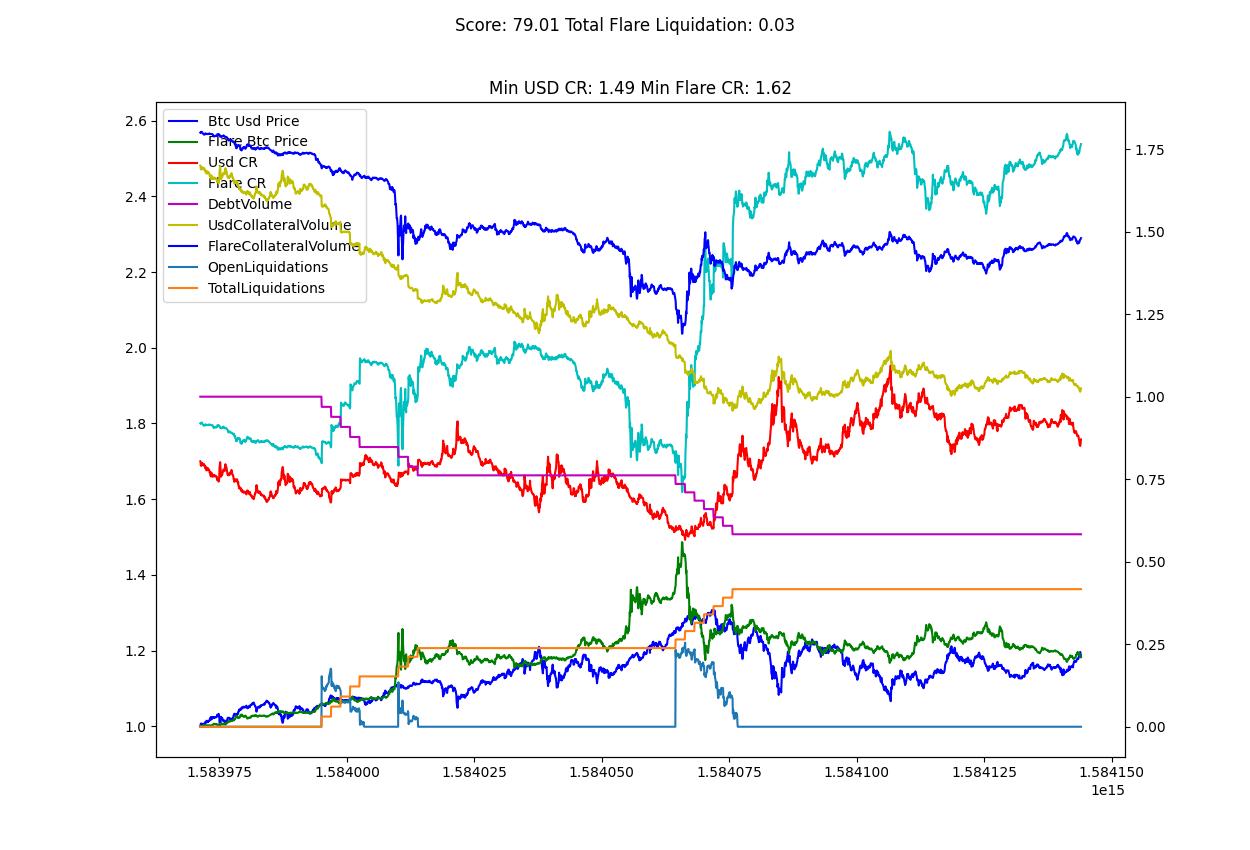 Score: 79.01 Total Flare Liquidation: 0.03
Min USD CR: 1.49 Min Flare CR: 1.62
Btc Usd Price
Flare Btc Price
Usd CR
Flare CR
DebtVolume
UsdCollateralVolume
FlareCollateralVolume
OpenLiquidations
TotalLiquidations
2.6
2.4
2.2
2.0
1.8
1.6
1.4
1.2
1.0
1.75
1.50
1.25
1.00
0.75
0.50
0.25
0.00
1.583975 1.584000 1.584025 1.584050 1.584075 1.584100 1.584125 1.584150
1e15